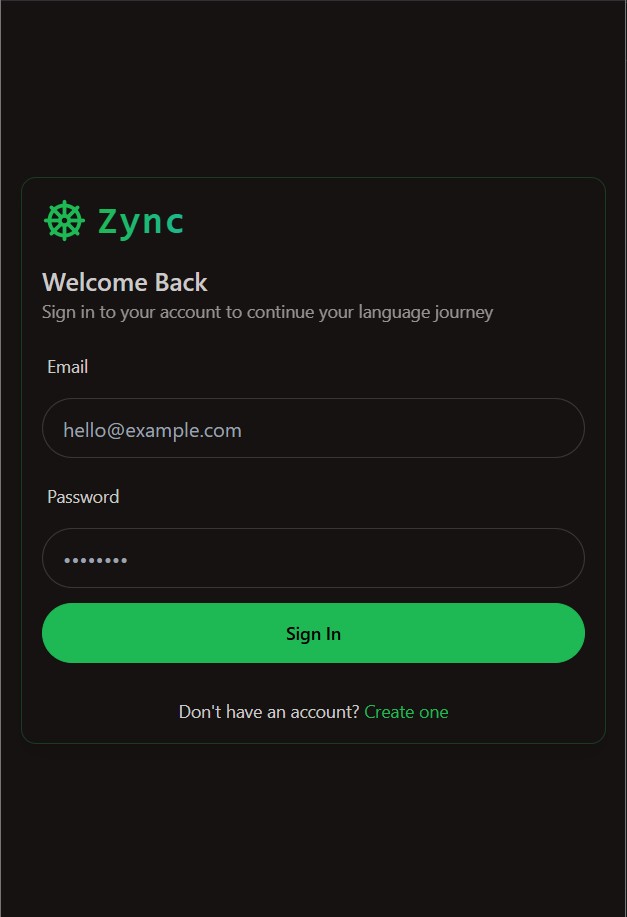 Zync
Welcome Back
Sign in to your account to continue your language journey
Email
hello@example.com
Password
••••••••
Sign In
Don't have an account? Create one